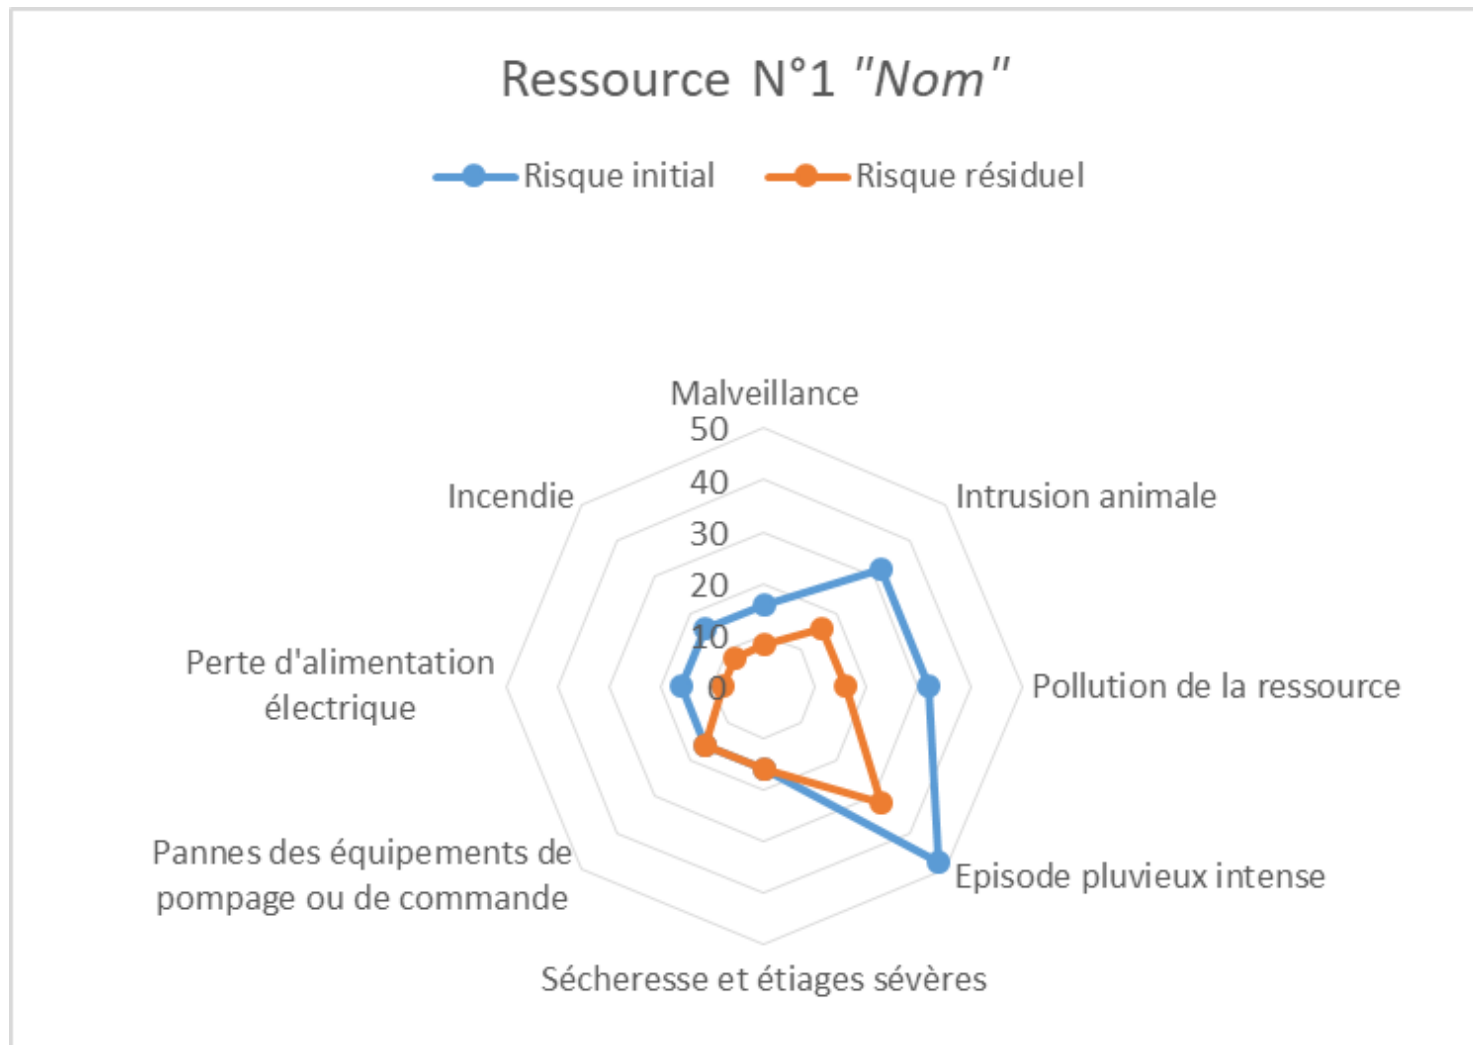 Ressource N°1 "Nom"
Risque initial
Risque résiduel
Malveillance
50
40
30
20
10
0
Incendie
Intrusion animale
Perte d'alimentation
électrique
Pollution de la ressource
Pannes des équipements de
pompage ou de commande
Episode pluvieux intense
Sécheresse et étiages sévères